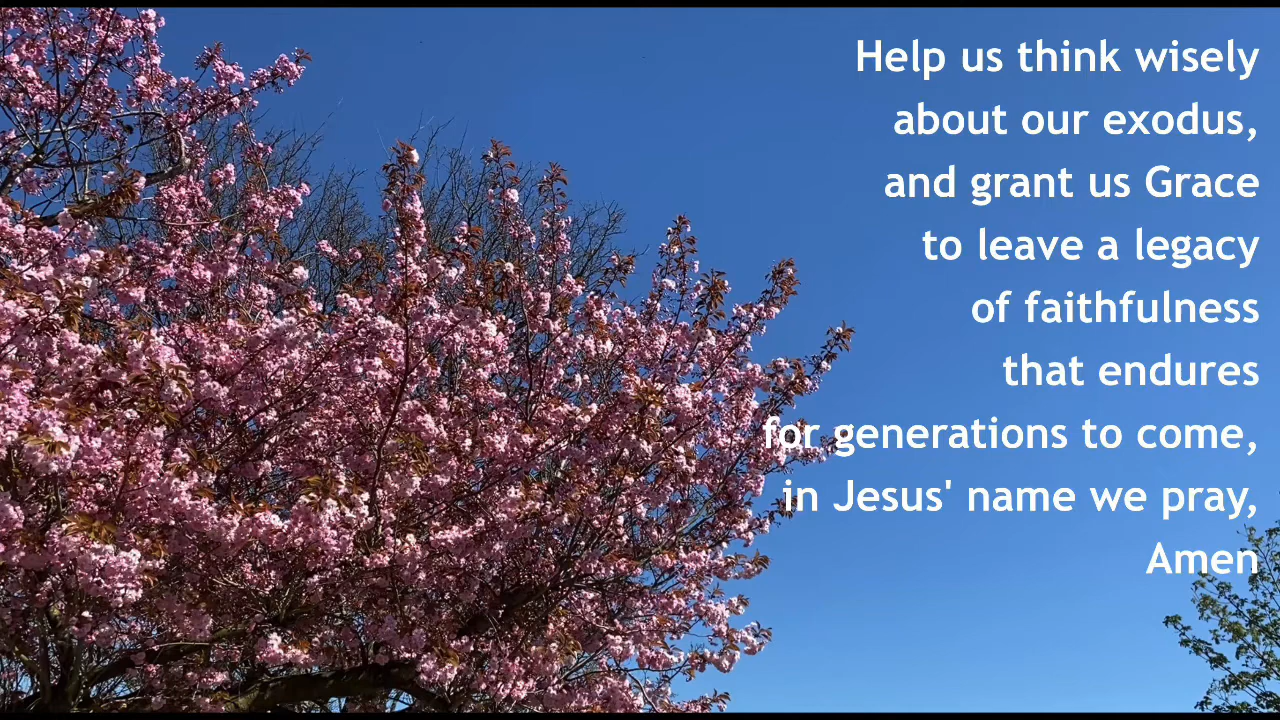 Help us think wisely
about our exodus,
and grant us Grace
to leave a legacy
of faithfulness
that endures
for generations to come,
in Jesus' name we pray,
Amen